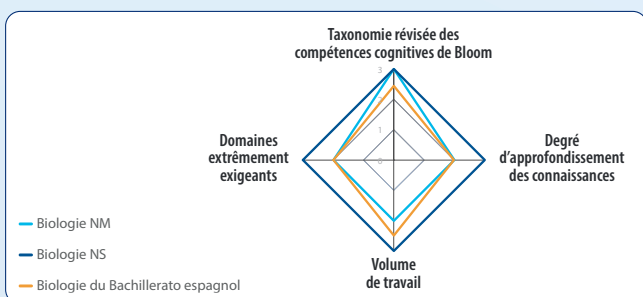 Taxonomie révisée des
compétences cognitives de Bloom
3
2
1
0
Domaines
extrêmement
exigeants
Degré
d'approfondissement
des connaissances
Volume
de travail
Biologie NM
Biologie NS
Biologie du Bachillerato espagnol